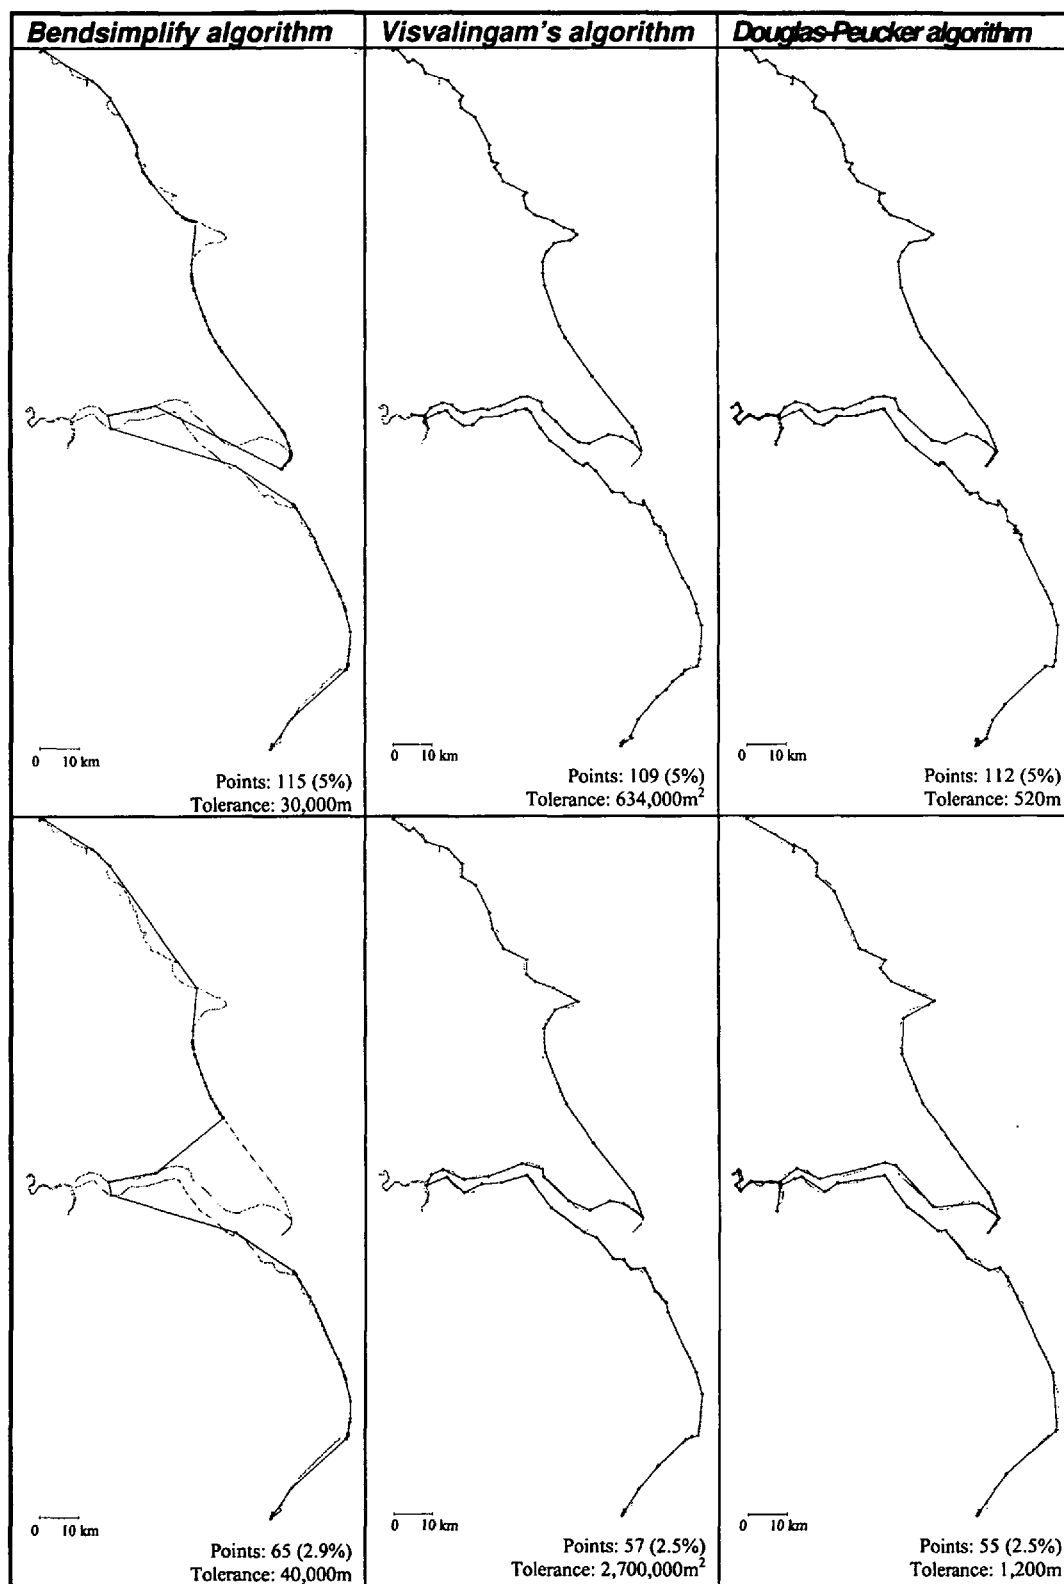 Bendsimplify algorithm
Visvalingam's algorithm
Douglas-Peucker algorithm
0 10 km
Points: 115 (5%)
Tolerance: 30,000m
0 10 km
Points: 109 (5%)
Tolerance: 634,000m²
0 10 km
Points: 112 (5%)
Tolerance: 520m
0 10 km
Points: 65 (2.9%)
Tolerance: 40,000m
0 10 km
Points: 57 (2.5%)
Tolerance: 2,700,000m²
0 10 km
Points: 55 (2.5%)
Tolerance: 1,200m